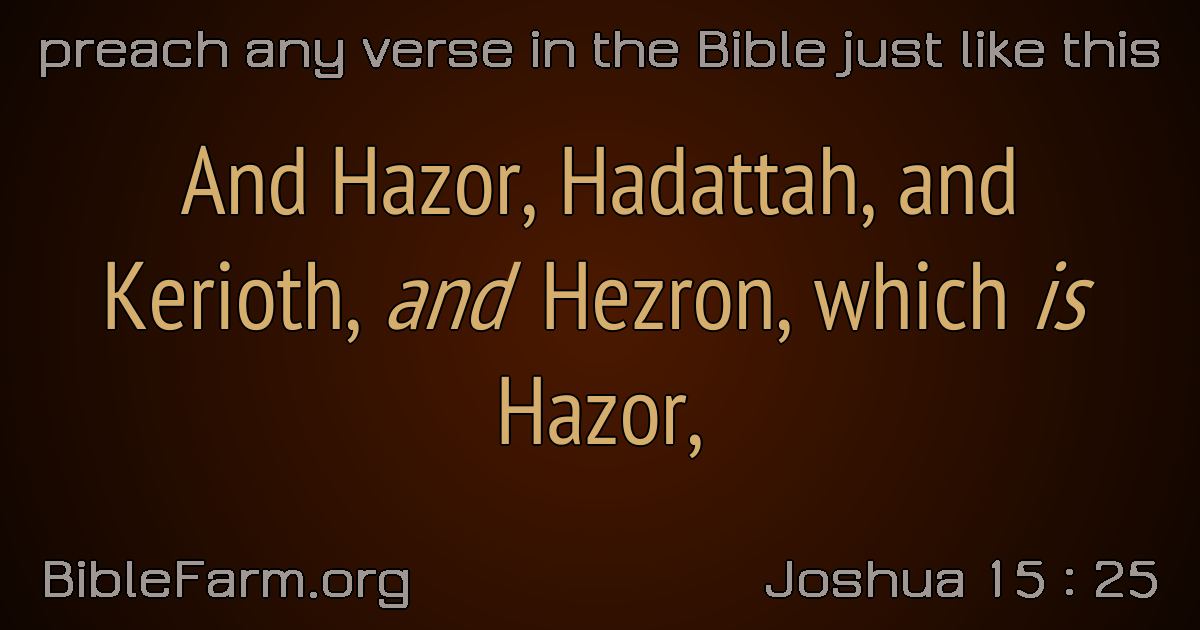 preach any verse in the Bible just like this
And Hazor, Hadattah, and
Kerioth, and Hezron, which is
Hazor,
BibleFarm.org
Joshua 15 : 25